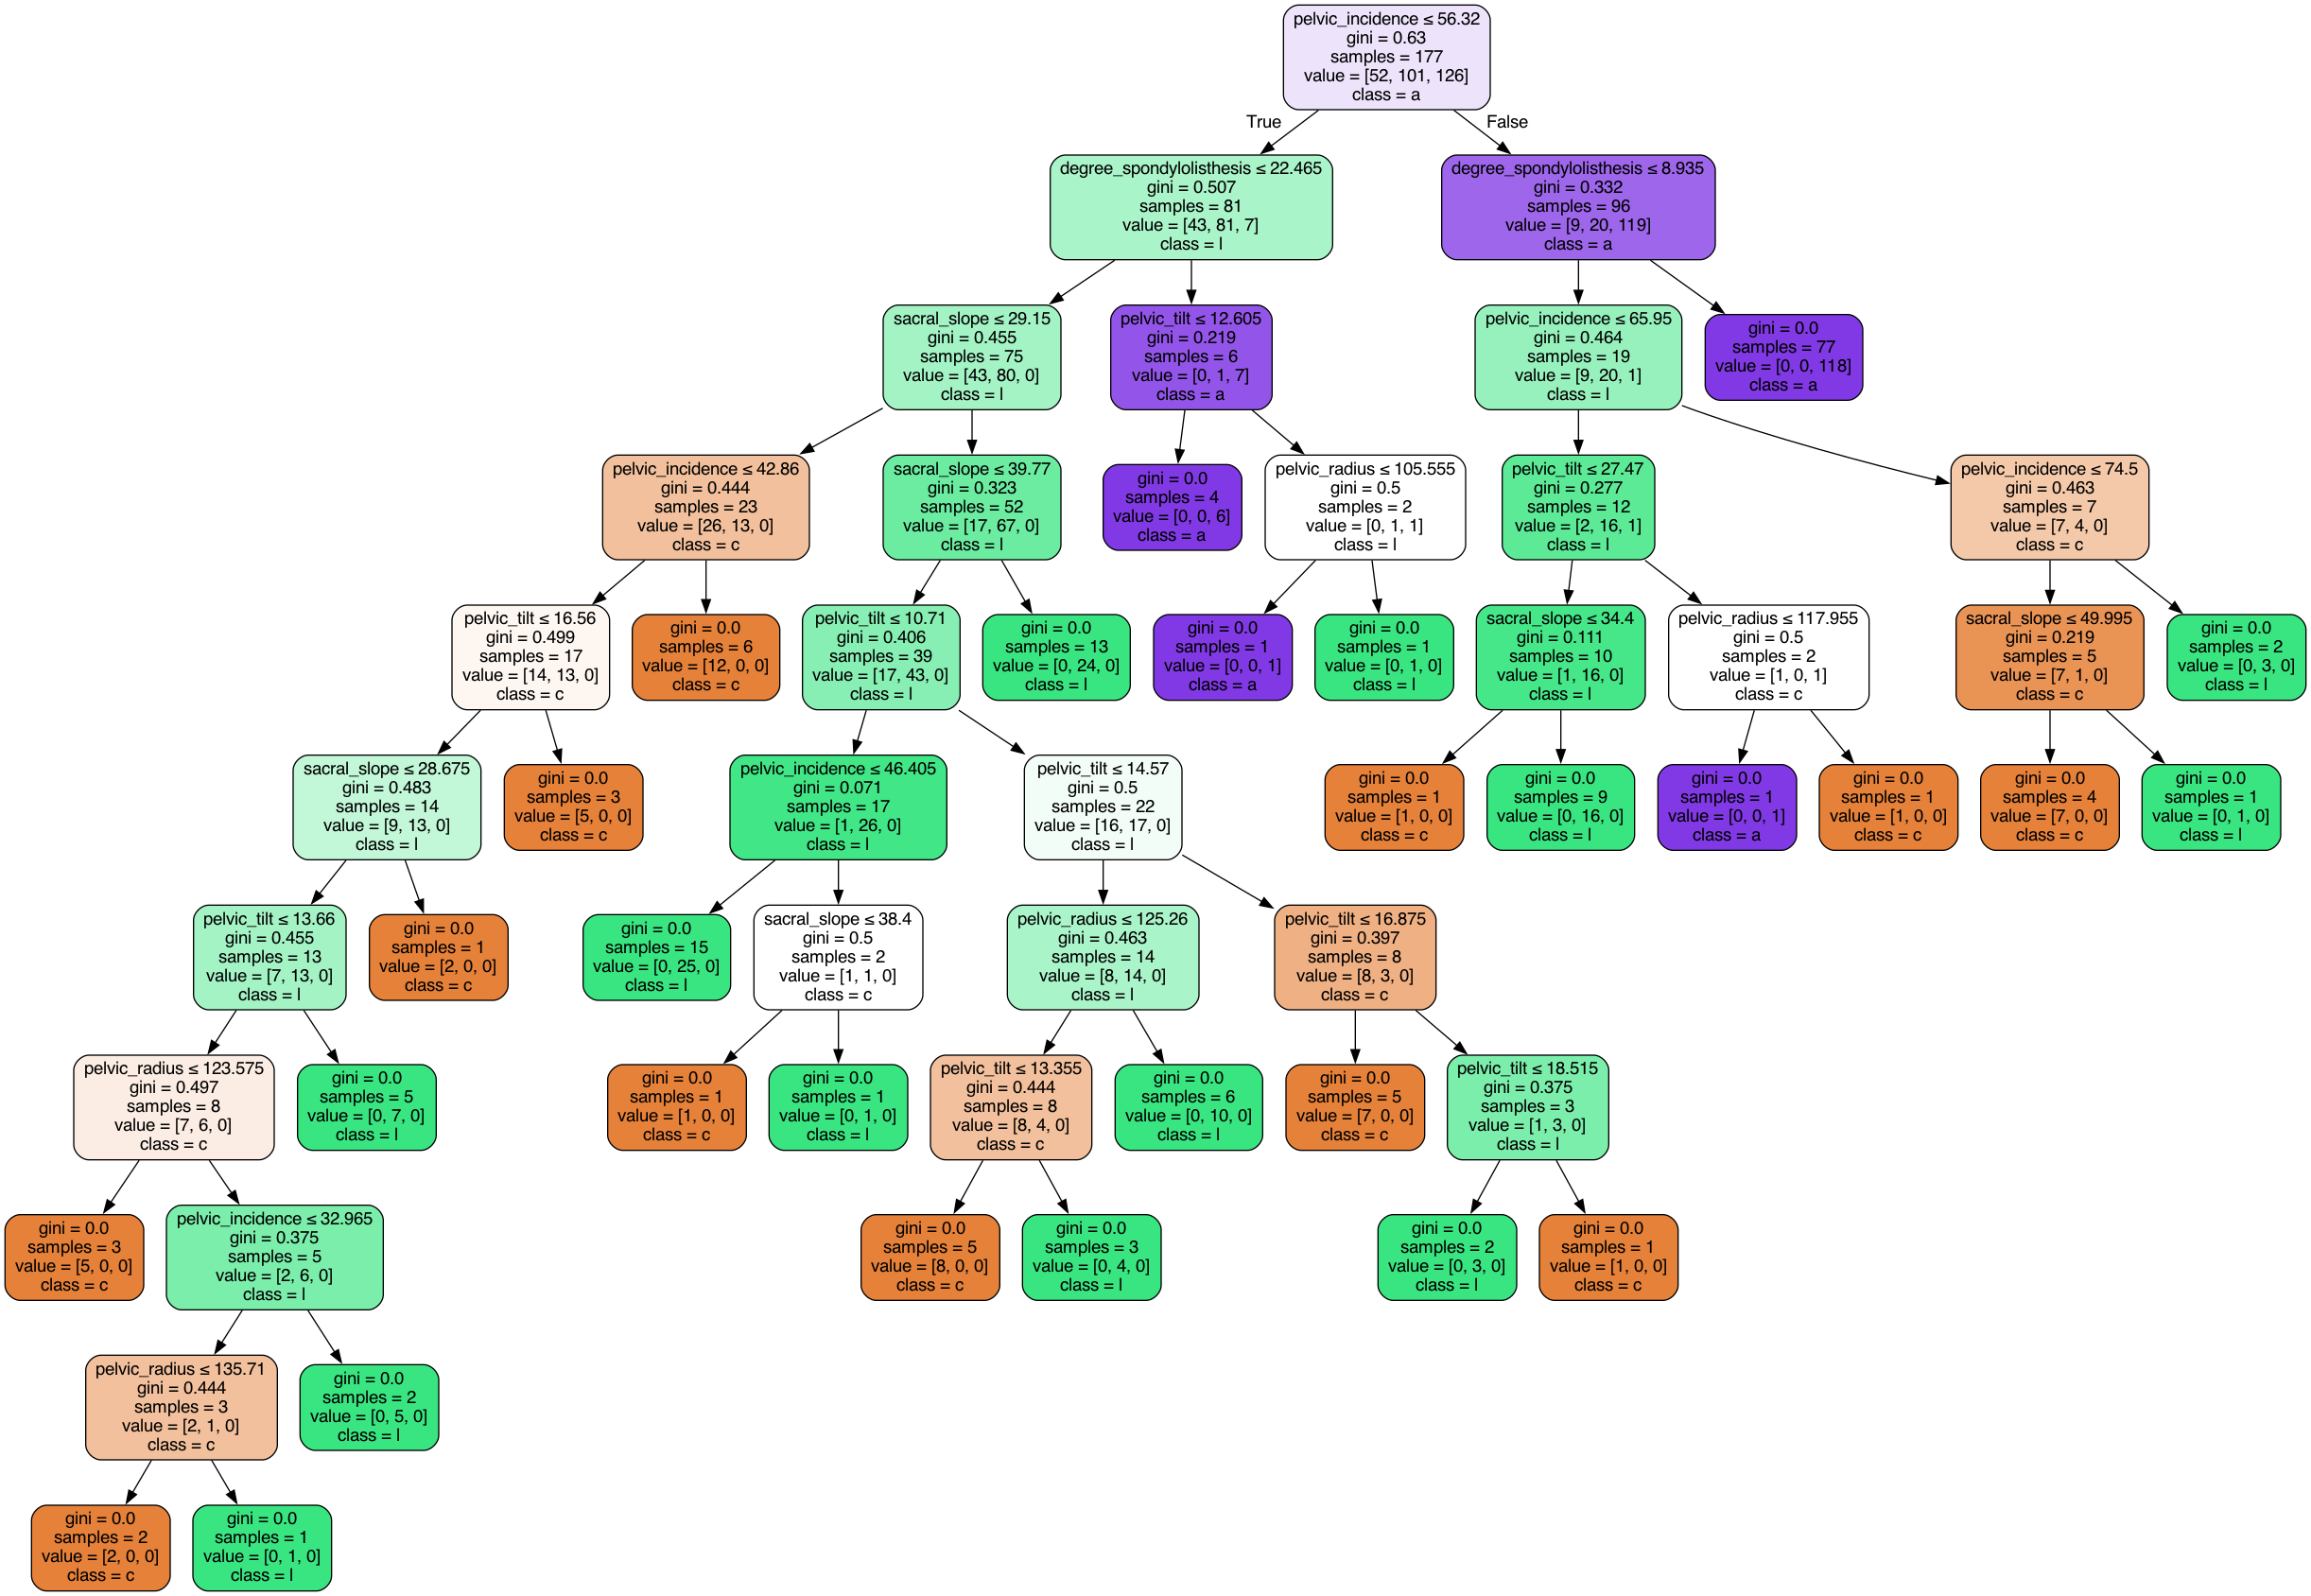 pelvic_incidence ≤ 56.32
gini = 0.63
samples = 177
value = [52, 101, 126]
class = a
True
False
degree_spondylolisthesis ≤ 22.465
gini = 0.507
samples = 81
value = [43, 81, 7]
class = l
degree_spondylolisthesis ≤ 8.935
gini = 0.332
samples = 96
value = [9, 20, 119]
class = a
sacral_slope ≤ 29.15
gini = 0.455
samples = 75
value = [43, 80, 0]
class = l
pelvic_tilt ≤ 12.605
gini = 0.219
samples = 6
value = [0, 1, 7]
class = a
pelvic_incidence ≤ 65.95
gini = 0.464
samples = 19
value = [9, 20, 1]
class = l
gini = 0.0
samples = 77
value = [0, 0, 118]
class = a
pelvic_incidence ≤ 42.86
gini = 0.444
samples = 23
value = [26, 13, 0]
class = c
sacral_slope ≤ 39.77
gini = 0.323
samples = 52
value = [17, 67, 0]
class = l
gini = 0.0
samples = 4
value = [0, 0, 6]
class = a
pelvic_radius ≤ 105.555
gini = 0.5
samples = 2
value = [0, 1, 1]
class = l
pelvic_tilt ≤ 27.47
gini = 0.277
samples = 12
value = [2, 16, 1]
class = l
pelvic_incidence ≤ 74.5
gini = 0.463
samples = 7
value = [7, 4, 0]
class = c
pelvic_tilt ≤ 16.56
gini = 0.499
samples = 17
value = [14, 13, 0]
class = c
gini = 0.0
samples = 6
value = [12, 0, 0]
class = c
pelvic_tilt ≤ 10.71
gini = 0.406
samples = 39
value = [17, 43, 0]
class = l
gini = 0.0
samples = 13
value = [0, 24, 0]
class = l
gini = 0.0
samples = 1
value = [0, 0, 1]
class = a
gini = 0.0
samples = 1
value = [0, 1, 0]
class = l
sacral_slope ≤ 34.4
gini = 0.111
samples = 10
value = [1, 16, 0]
class = l
pelvic_radius ≤ 117.955
gini = 0.5
samples = 2
value = [1, 0, 1]
class = c
sacral_slope ≤ 49.995
gini = 0.219
samples = 5
value = [7, 1, 0]
class = c
gini = 0.0
samples = 2
value = [0, 3, 0]
class = l
sacral_slope ≤ 28.675
gini = 0.483
samples = 14
value = [9, 13, 0]
class = l
gini = 0.0
samples = 3
value = [5, 0, 0]
class = c
pelvic_incidence ≤ 46.405
gini = 0.071
samples = 17
value = [1, 26, 0]
class = l
pelvic_tilt ≤ 14.57
gini = 0.5
samples = 22
value = [16, 17, 0]
class = l
gini = 0.0
samples = 1
value = [1, 0, 0]
class = c
gini = 0.0
samples = 9
value = [0, 16, 0]
class = l
gini = 0.0
samples = 1
value = [0, 0, 1]
class = a
gini = 0.0
samples = 1
value = [1, 0, 0]
class = c
gini = 0.0
samples = 4
value = [7, 0, 0]
class = c
gini = 0.0
samples = 1
value = [0, 1, 0]
class = l
pelvic_tilt ≤ 13.66
gini = 0.455
samples = 13
value = [7, 13, 0]
class = l
gini = 0.0
samples = 1
value = [2, 0, 0]
class = c
gini = 0.0
samples = 15
value = [0, 25, 0]
class = l
sacral_slope ≤ 38.4
gini = 0.5
samples = 2
value = [1, 1, 0]
class = c
pelvic_radius ≤ 125.26
gini = 0.463
samples = 14
value = [8, 14, 0]
class = l
pelvic_tilt ≤ 16.875
gini = 0.397
samples = 8
value = [8, 3, 0]
class = c
pelvic_radius ≤ 123.575
gini = 0.497
samples = 8
value = [7, 6, 0]
class = c
gini = 0.0
samples = 5
value = [0, 7, 0]
class = l
gini = 0.0
samples = 1
value = [1, 0, 0]
class = c
gini = 0.0
samples = 1
value = [0, 1, 0]
class = l
pelvic_tilt ≤ 13.355
gini = 0.444
samples = 8
value = [8, 4, 0]
class = c
gini = 0.0
samples = 6
value = [0, 10, 0]
class = l
gini = 0.0
samples = 5
value = [7, 0, 0]
class = c
pelvic_tilt ≤ 18.515
gini = 0.375
samples = 3
value = [1, 3, 0]
class = l
gini = 0.0
samples = 3
value = [5, 0, 0]
class = c
pelvic_incidence ≤ 32.965
gini = 0.375
samples = 5
value = [2, 6, 0]
class = l
gini = 0.0
samples = 5
value = [8, 0, 0]
class = c
gini = 0.0
samples = 3
value = [0, 4, 0]
class = l
gini = 0.0
samples = 2
value = [0, 3, 0]
class = l
gini = 0.0
samples = 1
value = [1, 0, 0]
class = c
pelvic_radius ≤ 135.71
gini = 0.444
samples = 3
value = [2, 1, 0]
class = c
gini = 0.0
samples = 2
value = [0, 5, 0]
class = l
gini = 0.0
samples = 2
value = [2, 0, 0]
class = c
gini = 0.0
samples = 1
value = [0, 1, 0]
class = l